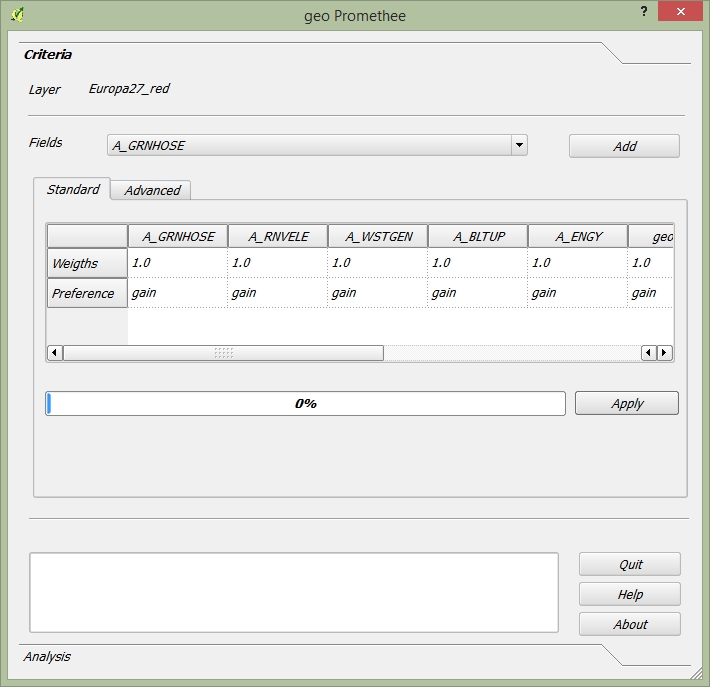 geo Promethee ?
Criteria
Layer Europa27_red
Fields A_GRNHOSE Add
Standard Advanced
A_GRNHOSE A_RNVELE A_WSTGEN A_BLTUP A_ENGY geo
Weigths 1.0 1.0 1.0 1.0 1.0 1.0
Preference gain gain gain gain gain gain
0% Apply
Quit
Help
About
Analysis